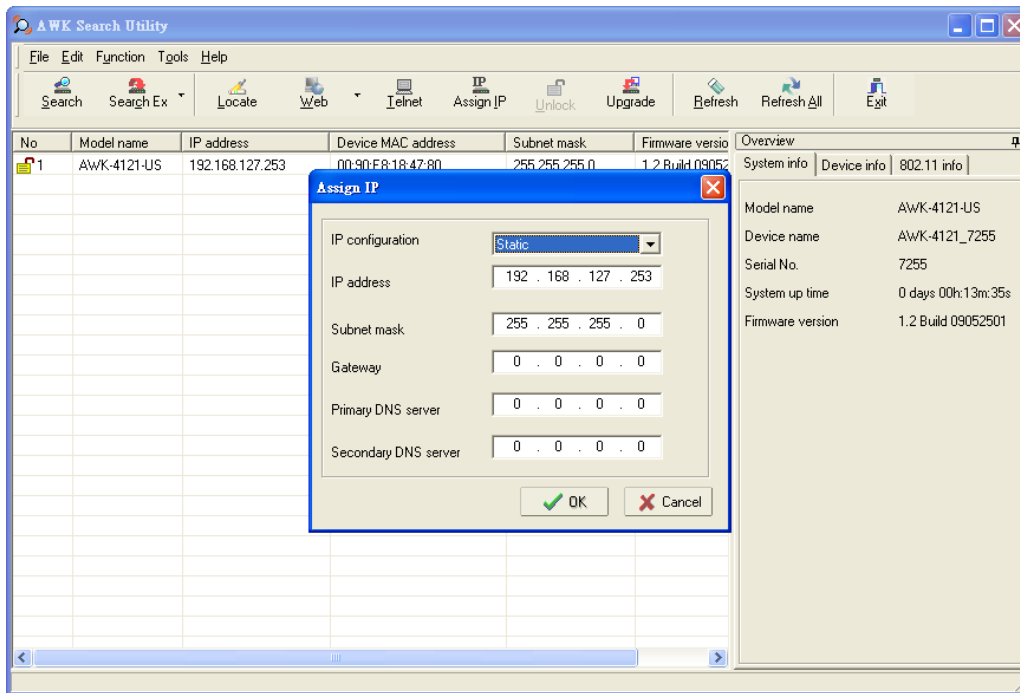 AWK Search Utility
File Edit Function Tools Help
Search Search Ex Locate Web Telnet Assign IP Unlock Upgrade Refresh Refresh All Exit
No Model name IP address Device MAC address Subnet mask Firmware versio
1 AWK-4121-US 192.168.127.253 00:90:E8:18:47:80 255.255.255.0 1.2 Build 09052
Assign IP
IP configuration Static
IP address 192 . 168 . 127 . 253
Subnet mask 255 . 255 . 255 . 0
Gateway 0 . 0 . 0 . 0
Primary DNS server 0 . 0 . 0 . 0
Secondary DNS server 0 . 0 . 0 . 0
OK Cancel
Overview
System info Device info 802.11 info
Model name AWK-4121-US
Device name AWK-4121_7255
Serial No. 7255
System up time 0 days 00h:13m:35s
Firmware version 1.2 Build 09052501